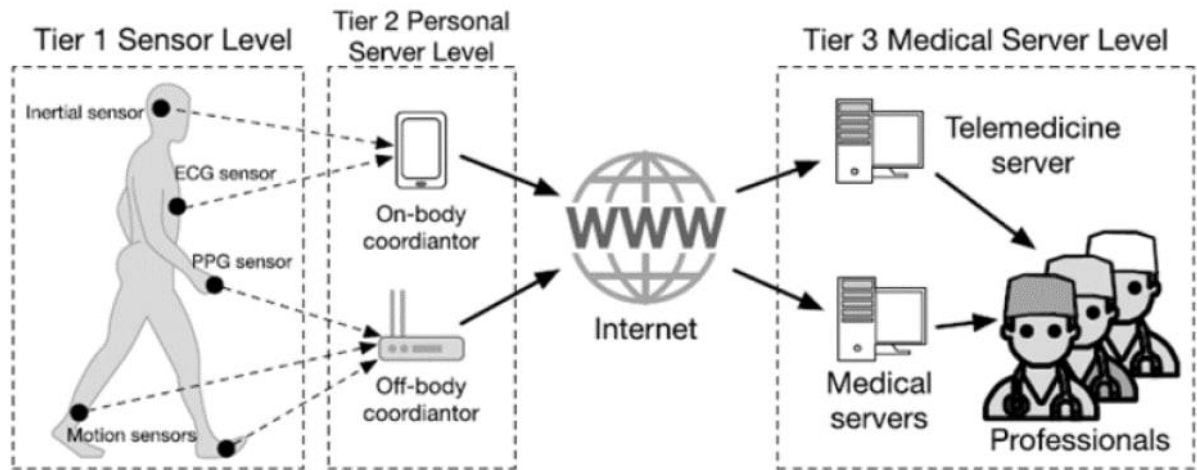 Tier 1 Sensor Level
Tier 2 Personal
Server Level
Tier 3 Medical Server Level
Inertial sensor
ECG sensor
PPG sensor
Motion sensors
On-body
coordiantor
Off-body
coordiantor
WWW
Internet
Telemedicine
server
Medical
servers
Professionals